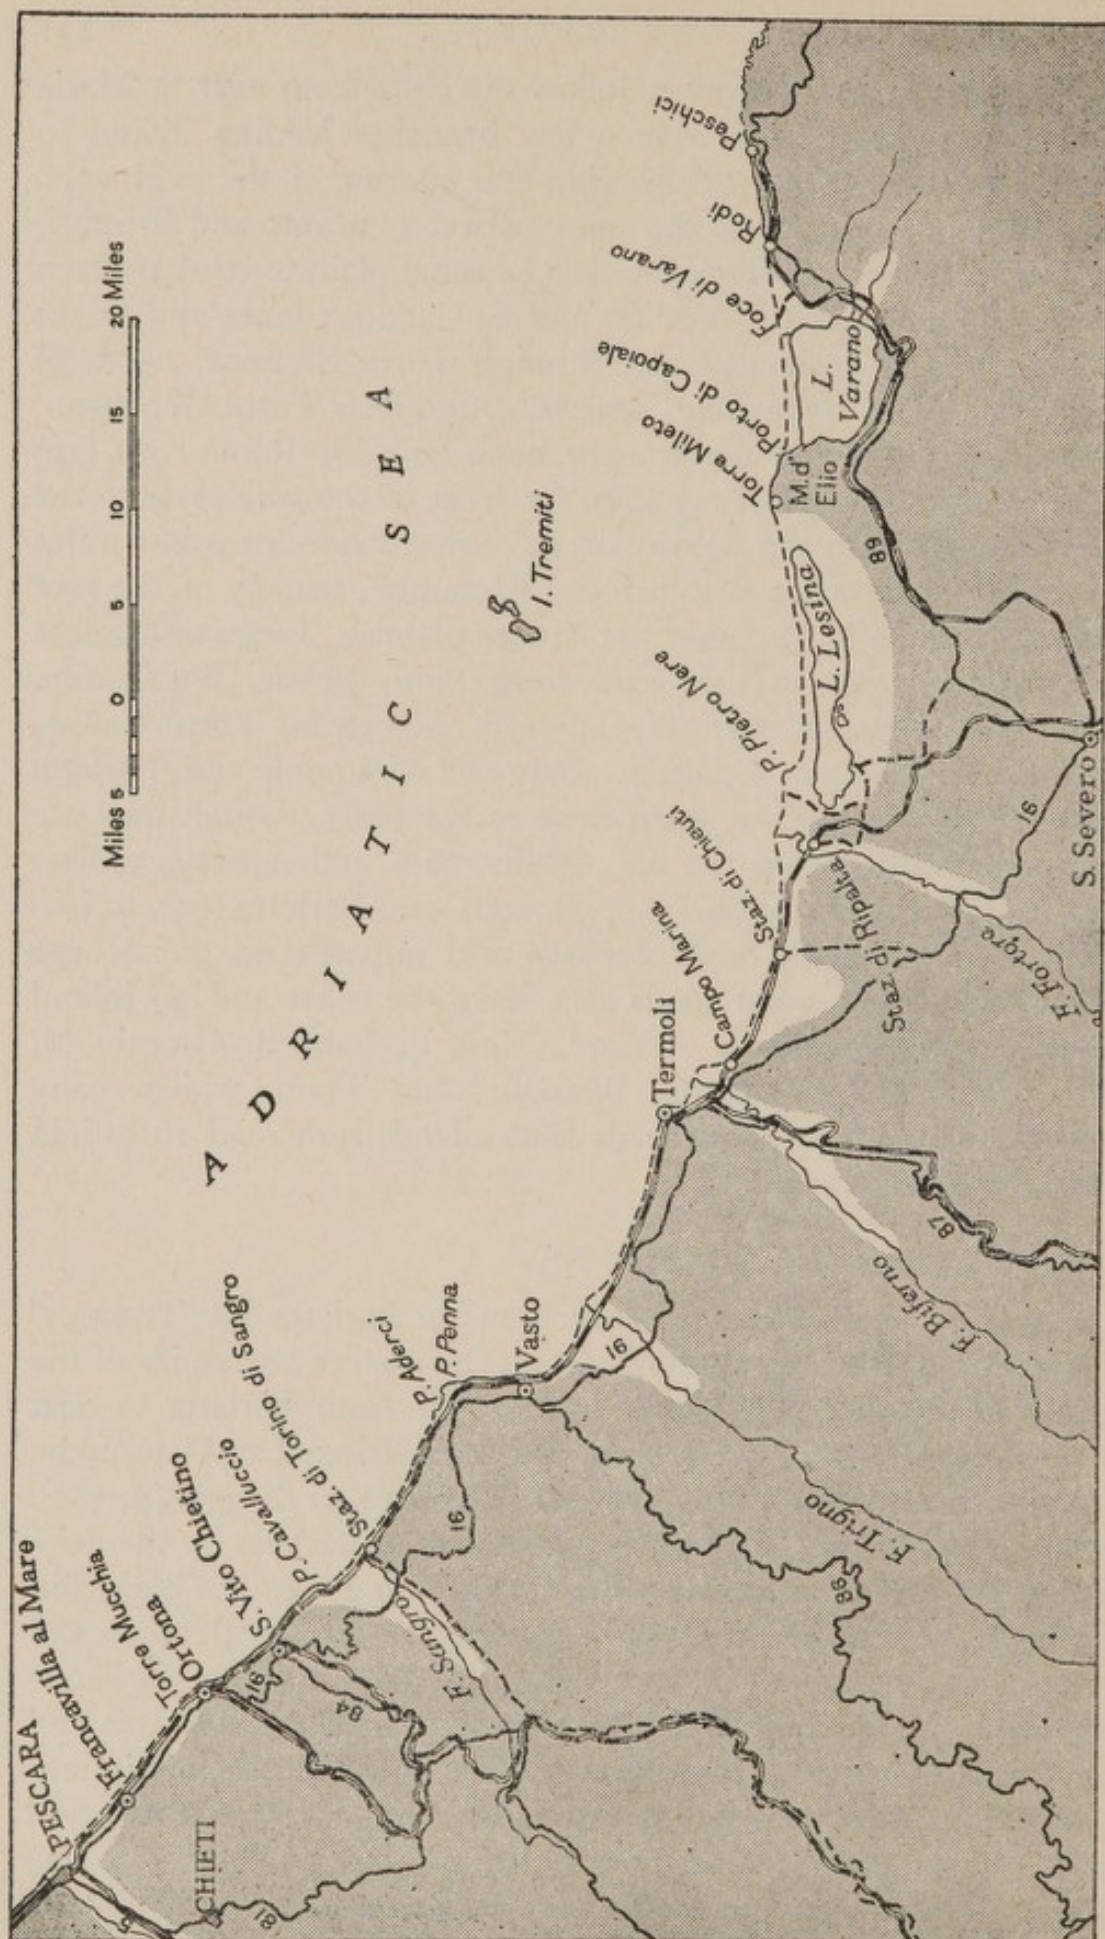 Miles 5 0 5 10 15 20 Miles
ADRIATIC SEA
I. Tremiti
PESCARA
Francavilla al Mare
Torre Mucchia
Ortona
S. Vito Chietino
P. Cavalluccio
Staz. di Torino di Sangro
P. Aderci
P. Penna
Vasto
Termoli
Campo Marina
Staz. di Chieuti
P. Pietro Nere
Torre Mileto
Porto di Capoiale
Foce di Varano
Rodi
Peschici
L.
Varano
M. d'
Elio
L. Lesina
89
Staz. di Ripalta
S. Severo
16
F. Fortore
87
F. Biferno
16
F. Trigno
86
16
F. Sangro
16
84
CHIETI
81
5